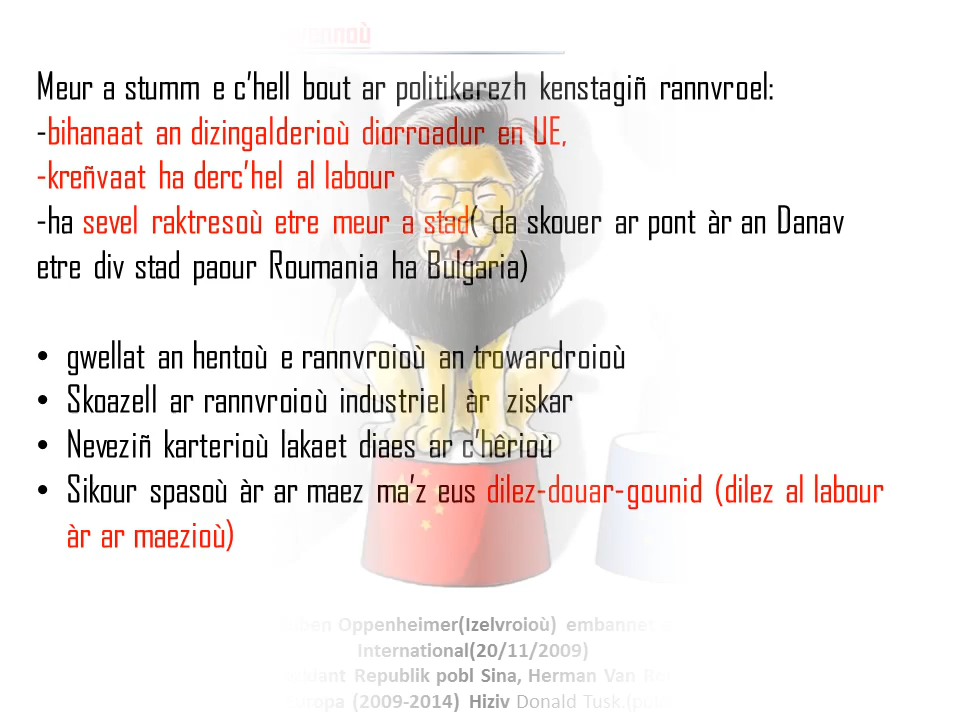 Meur a stumm e c'hell bout ar politikerezh kenstagiñ rannvroel:
-bihanaat an dizingalderioù diorroadur en UE,
-kreñvaat ha derc'hel al labour
-ha sevel raktresoù etre meur a stad( da skouer ar pont àr an Danav
etre div stad paour Roumania ha Bulgaria)
• gwellat an hentoù e rannvroioù an trowardroioù
• Skoazell ar rannvroioù industriel àr ziskar
• Neveziñ karterioù lakaet diaes ar c'hêrioù
• Sikour spasoù àr ar maez ma'z eus dilez-douar-gounid (dilez al labour
àr ar maezioù)
Oppenheimer(Izelvroioù) embannet
International(20/11/2009)
Republik pobl Sina, Herman Van
(2009-2014) Hiziv Donald Tusk.